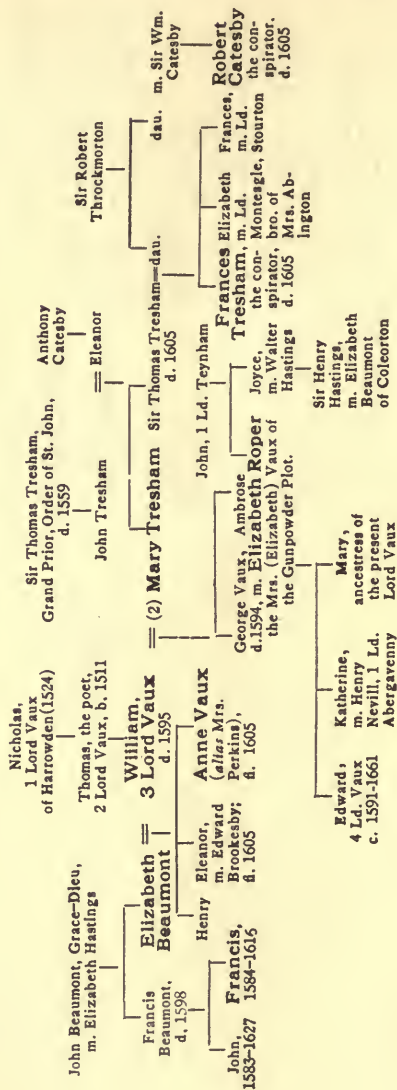 John Beaumont, Grace-Dieu,
m. Elizabeth Hastings
Francis
Beaumont,
d. 1598
John,
1583-1627
Francis,
1584-1616
Elizabeth
Beaumont
Nicholas,
1 Lord Vaux
of Harrowden (1524)
Thomas, the poet,
2 Lord Vaux, b. 1511
William,
3 Lord Vaux
d. 1595
Henry
Eleanor,
m. Edward
Brookesby;
fl. 1605
Anne Vaux
(alias Mrs.
Perkins),
fl. 1605
Sir Thomas Tresham,
Grand Prior, Order of St. John,
d. 1559
John Tresham
Anthony
Catesby
Eleanor
(2) Mary Tresham
Sir Thomas Tresham=dau.
d. 1605
Sir Robert
Throckmorton
dau.
m. Sir Wm.
Catesby
George Vaux,
d.1594, m. Elizabeth Roper
the Mrs. (Elizabeth) Vaux of
the Gunpowder Plot.
Ambrose
Edward,
4 Ld. Vaux
c. 1591-1661
Katherine,
m. Henry
Nevill, 1 Ld.
Abergavenny
Mary,
ancestress of
the present
Lord Vaux
John, 1 Ld. Teynham
Joyce,
m. Walter
Hastings
Sir Henry
Hastings,
m. Elizabeth
Beaumont
of Coleorton
Frances
Tresham,
the con-
spirator,
d. 1605
Elizabeth
m. Ld.
Monteagle,
bro. of
Mrs. Ab-
ington
Frances,
m. Ld.
Stourton
Robert
Catesby
the con-
spirator,
d. 1605